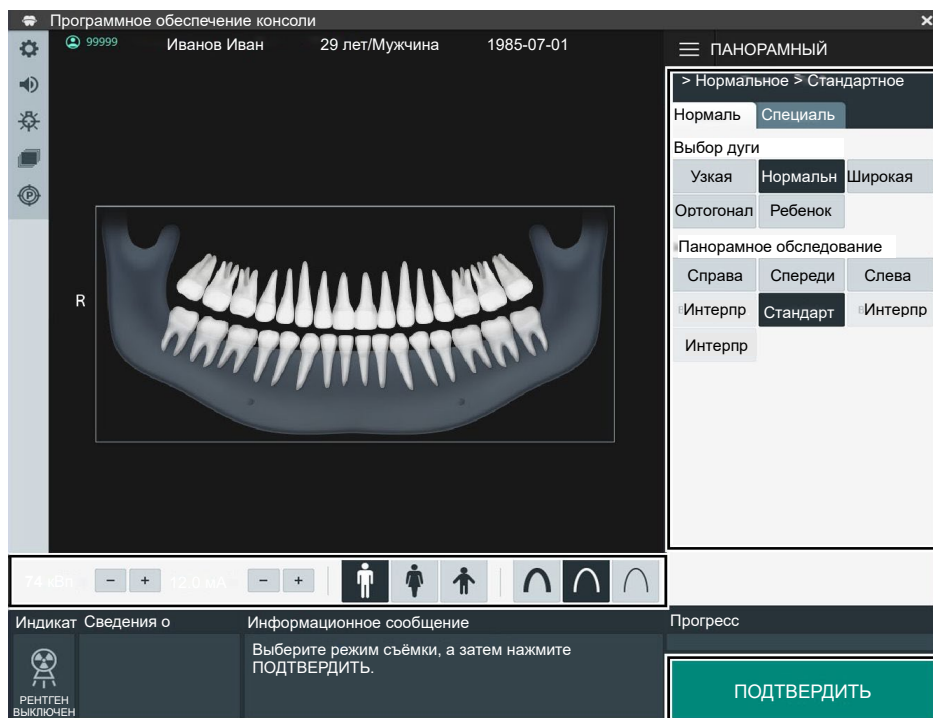 Программное обеспечение консоли
99999 Иванов Иван 29 лет/Мужчина 1985-07-01
ПАНОРАМНЫЙ
> Нормальное > Стандартное
Нормаль Специаль
Выбор дуги
Узкая Нормальн Широкая
Ортогонал Ребенок
Панорамное обследование
Справа Спереди Слева
Интерпр Стандарт Интерпр
Интерпр
R
74 кВп − + 12.0 мА − +
Индикат Сведения о Информационное сообщение Прогресс
Выберите режим съёмки, а затем нажмите
ПОДТВЕРДИТЬ.
РЕНТГЕН
ВЫКЛЮЧЕН
ПОДТВЕРДИТЬ